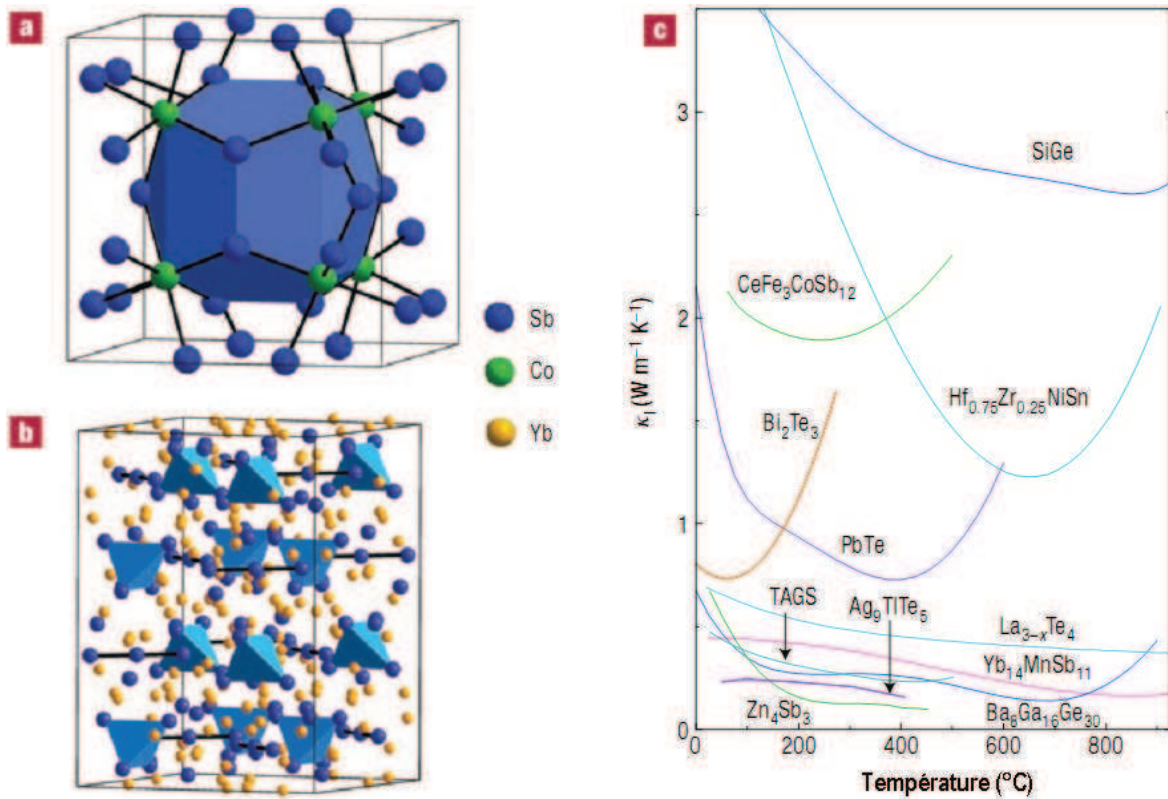 a
Sb
Co
Yb
b
c
3
2
1
0
κl (W m–1 K–1)
SiGe
CeFe3CoSb12
Hf0.75Zr0.25NiSn
Bi2Te3
PbTe
TAGS
Ag9TlTe5
La3–xTe4
Yb14MnSb11
Zn4Sb3
Ba8Ga16Ge30
0 200 400 600 800
Température (°C)